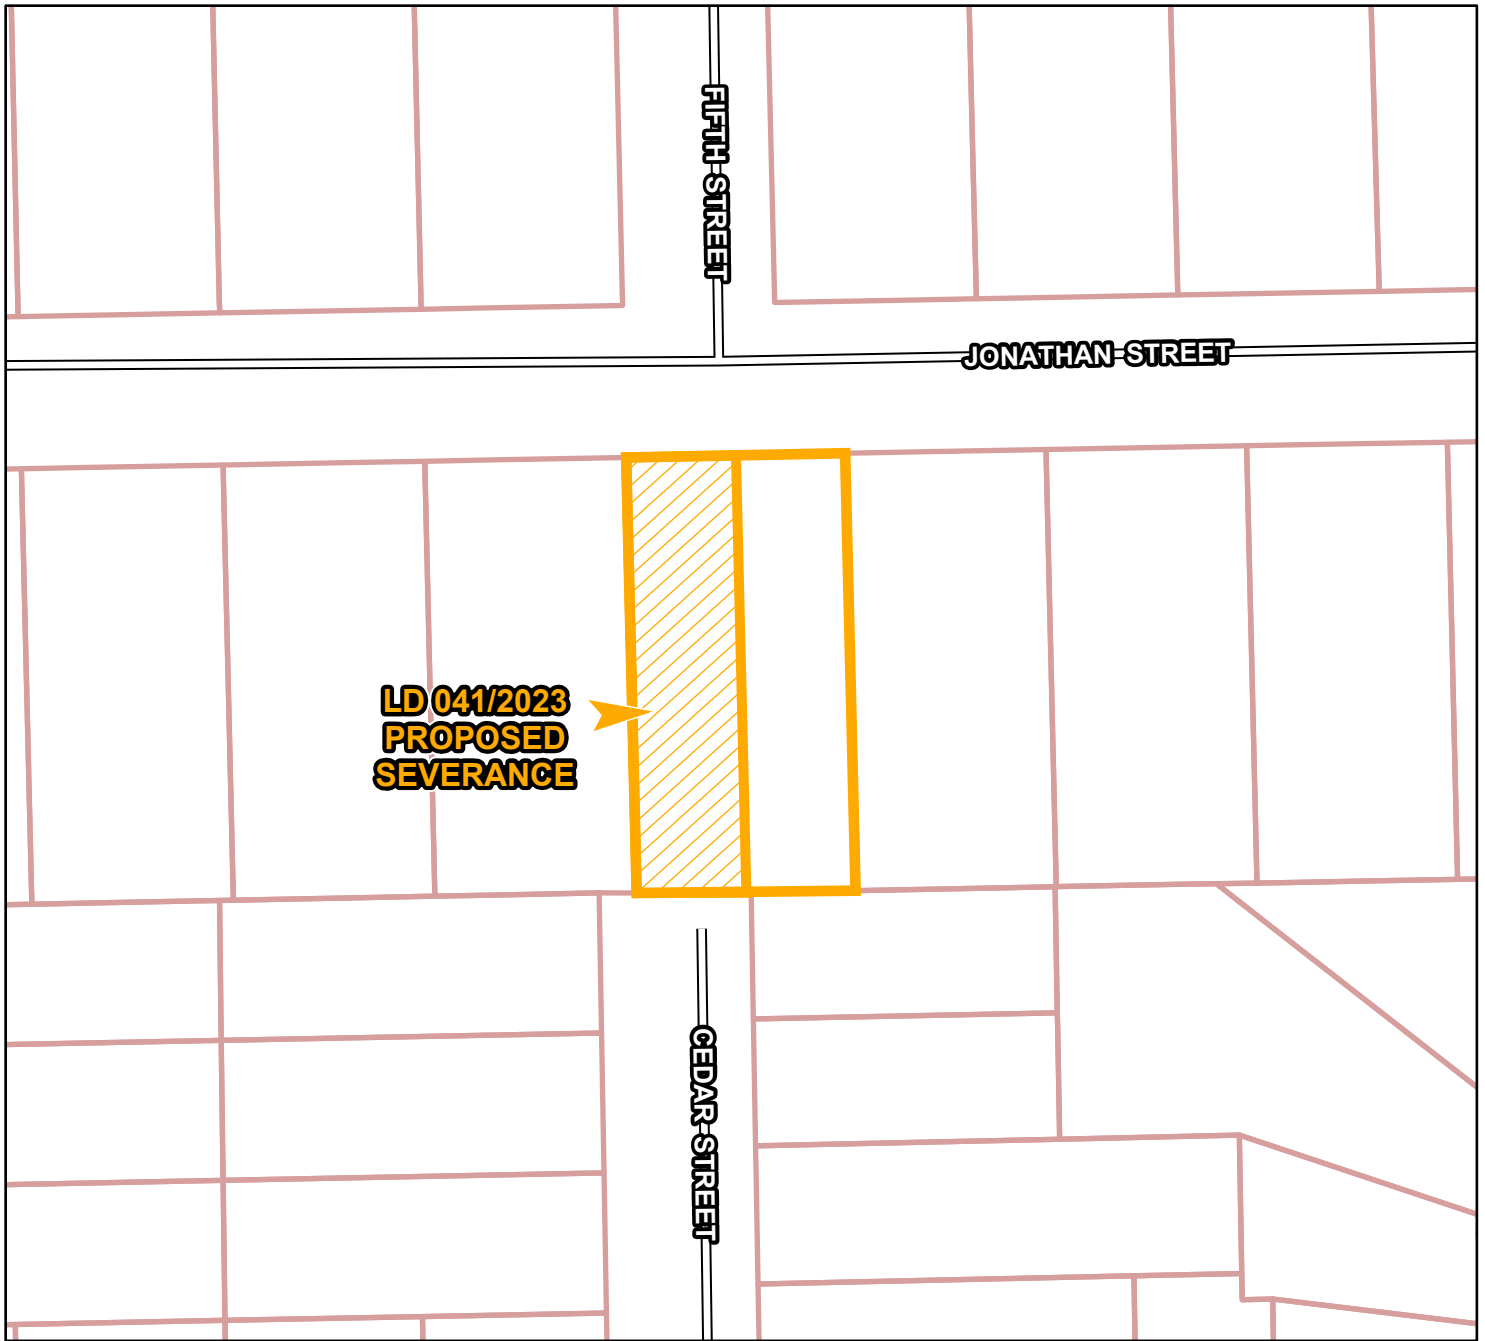 FIFTH STREET
JONATHAN STREET
LD 041/2023
PROPOSED
SEVERANCE
CEDAR STREET